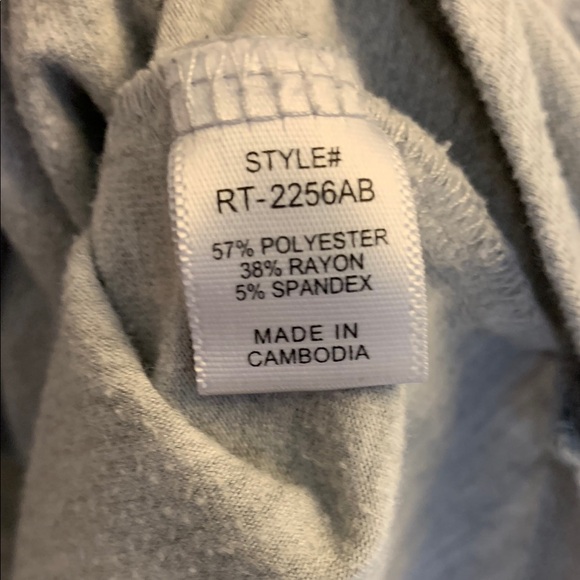 STYLE#
RT-2256AB
57% POLYESTER
38% RAYON
5% SPANDEX
MADE IN
CAMBODIA